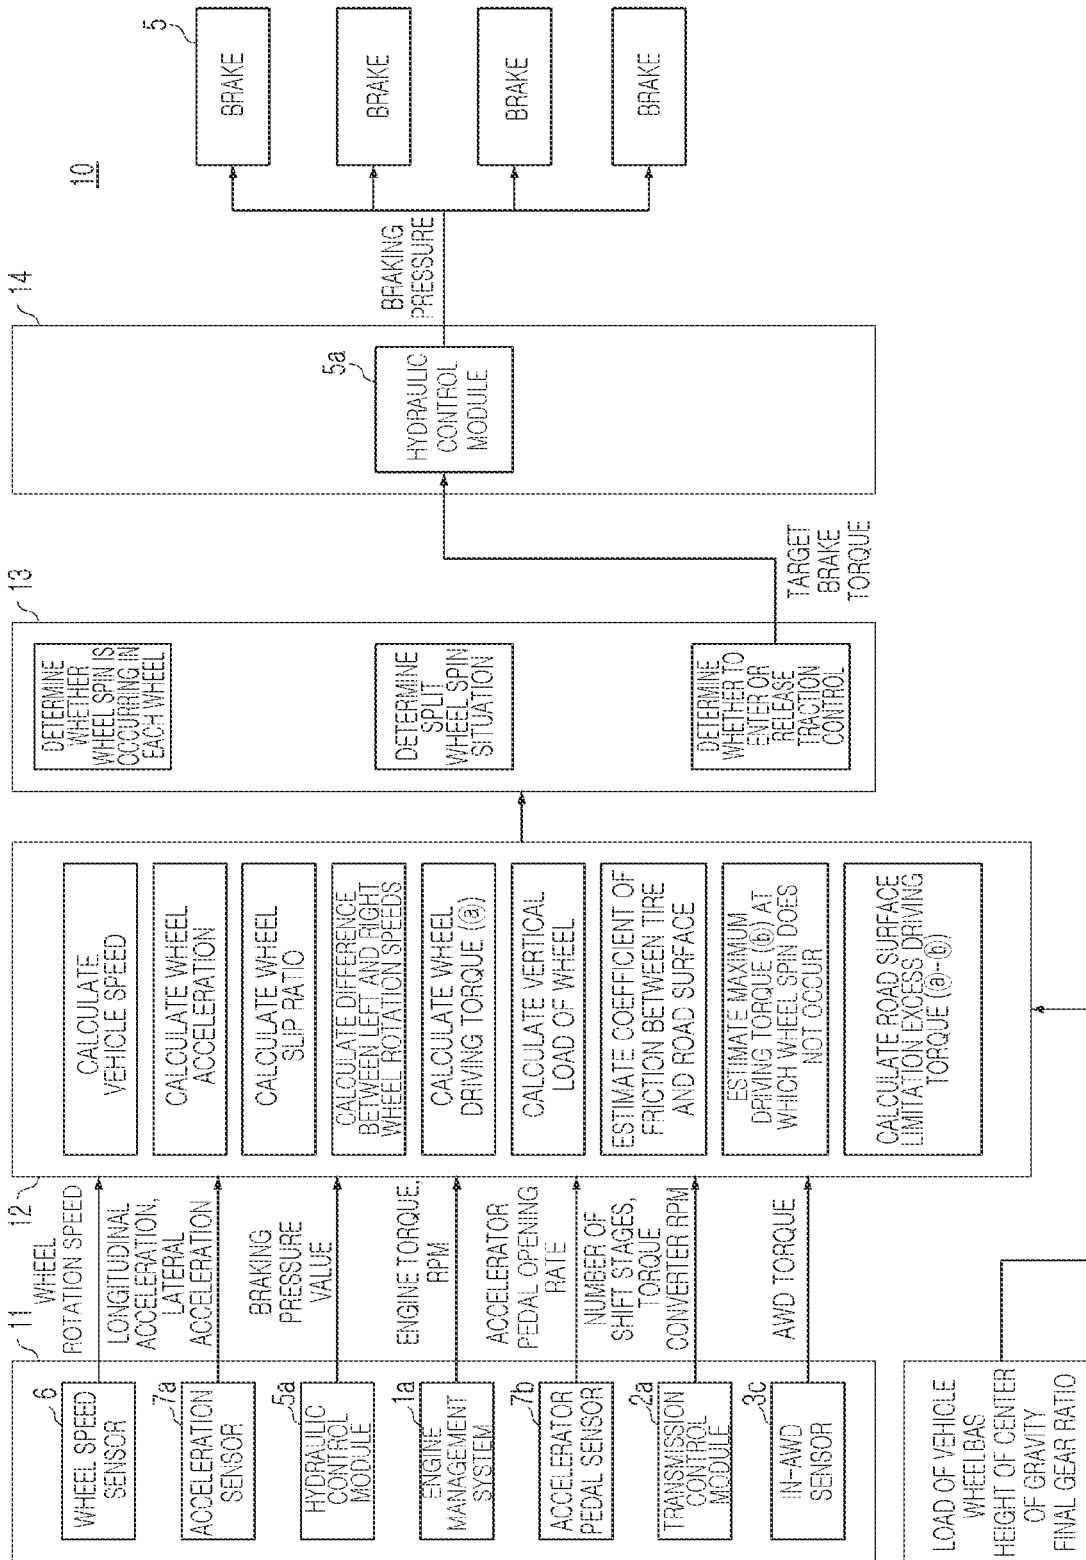 10
11
6
WHEEL SPEED
SENSOR
7a
ACCELERATION
SENSOR
5a
HYDRAULIC
CONTROL
MODULE
1a
ENGINE
MANAGEMENT
SYSTEM
7b
ACCELERATOR
PEDAL SENSOR
2a
TRANSMISSION
CONTROL
MODULE
3c
IN-AWD
SENSOR
LOAD OF VEHICLE
WHEELBAS
HEIGHT OF CENTER
OF GRAVITY
FINAL GEAR RATIO
WHEEL
ROTATION SPEED
LONGITUDINAL
ACCELERATION,
LATERAL
ACCELERATION
BRAKING
PRESSURE
VALUE
ENGINE TORQUE,
RPM
ACCELERATOR
PEDAL OPENING
RATE
NUMBER OF
SHIFT STAGES,
TORQUE
CONVERTER RPM
AWD TORQUE
12
CALCULATE
VEHICLE SPEED
CALCULATE WHEEL
ACCELERATION
CALCULATE WHEEL
SLIP RATIO
CALCULATE DIFFERENCE
BETWEEN LEFT AND RIGHT
WHEEL ROTATION SPEEDS
CALCULATE WHEEL
DRIVING TORQUE (ⓐ)
CALCULATE VERTICAL
LOAD OF WHEEL
ESTIMATE COEFFICIENT OF
FRICTION BETWEEN TIRE
AND ROAD SURFACE
ESTIMATE MAXIMUM
DRIVING TORQUE (ⓑ) AT
WHICH WHEEL SPIN DOES
NOT OCCUR
CALCULATE ROAD SURFACE
LIMITATION EXCESS DRIVING
TORQUE (ⓐ-ⓑ)
13
DETERMINE
WHETHER
WHEEL SPIN IS
OCCURRING IN
EACH WHEEL
DETERMINE
SPLIT
WHEEL SPIN
SITUATION
DETERMINE
WHETHER TO
ENTER OR
RELEASE
TRACTION
CONTROL
TARGET
BRAKE
TORQUE
14
5a
HYDRAULIC
CONTROL
MODULE
BRAKING
PRESSURE
5
BRAKE
BRAKE
BRAKE
BRAKE